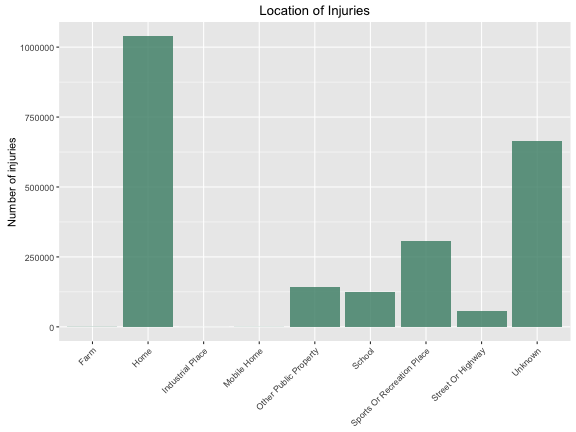 Location of Injuries
Number of injuries
1000000
750000
500000
250000
0
Farm
Home
Industrial Place
Mobile Home
Other Public Property
School
Sports Or Recreation Place
Street Or Highway
Unknown